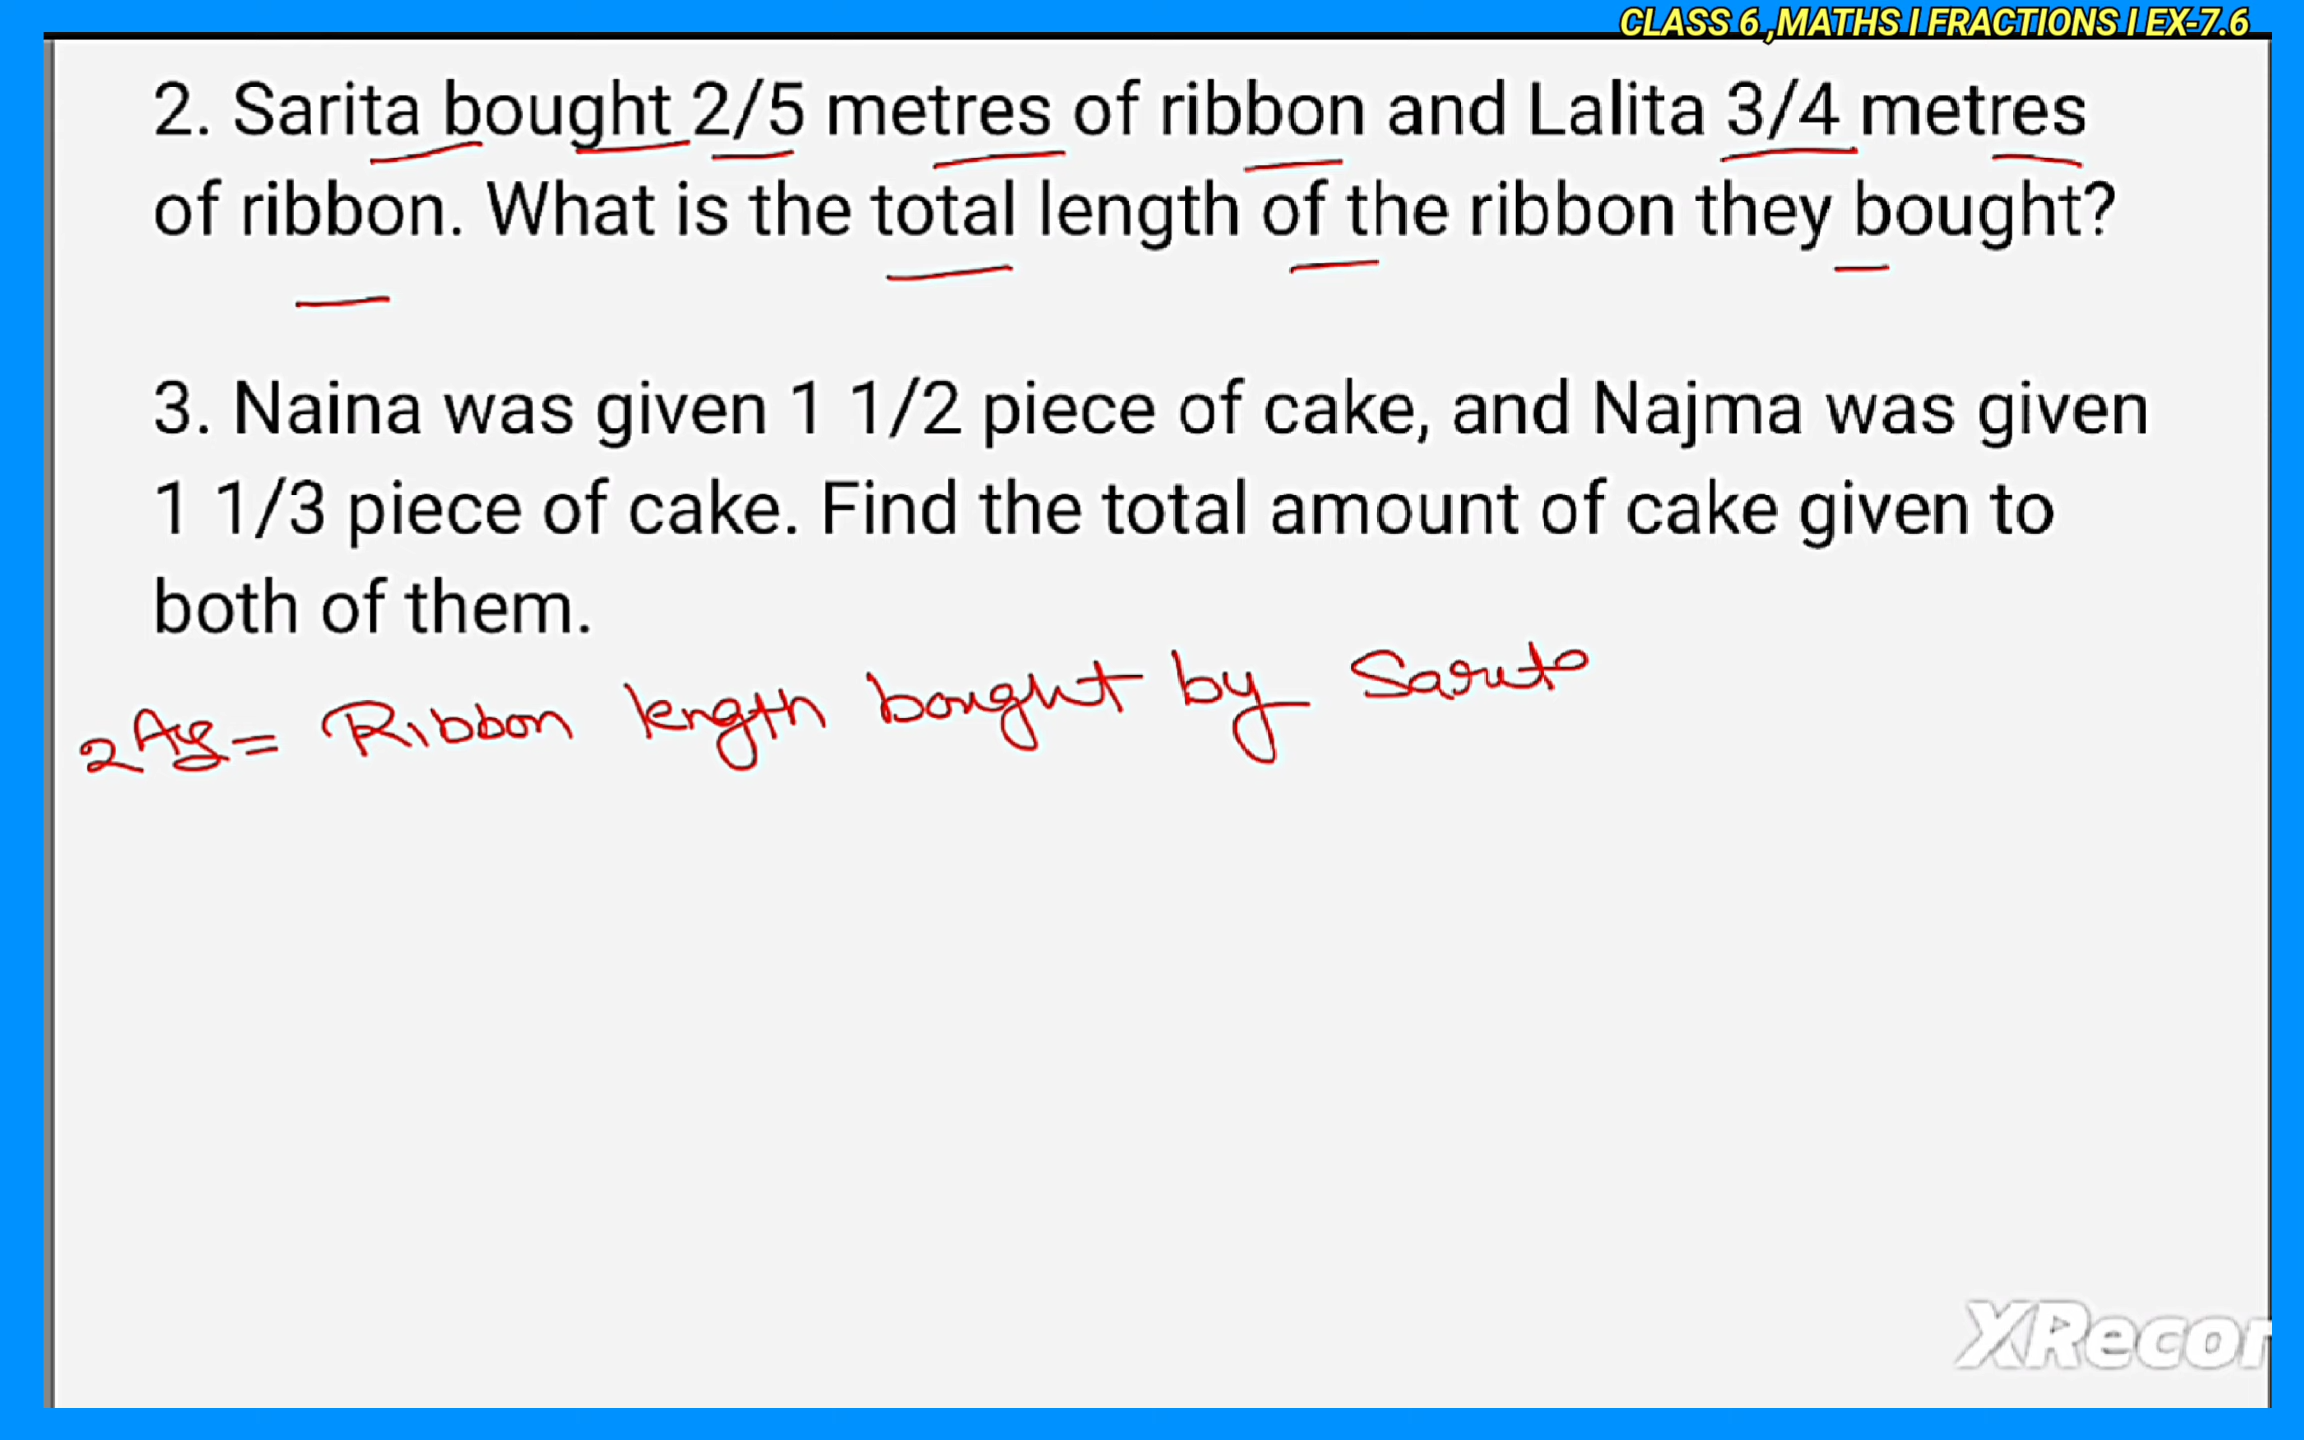 CLASS 6 ,MATHS I FRACTIONS I EX-7.6
2. Sarita bought 2/5 metres of ribbon and Lalita 3/4 metres
of ribbon. What is the total length of the ribbon they bought?
3. Naina was given 1 1/2 piece of cake, and Najma was given
1 1/3 piece of cake. Find the total amount of cake given to
both of them.
2 = Ribbon length bought by Sarita
XRecor